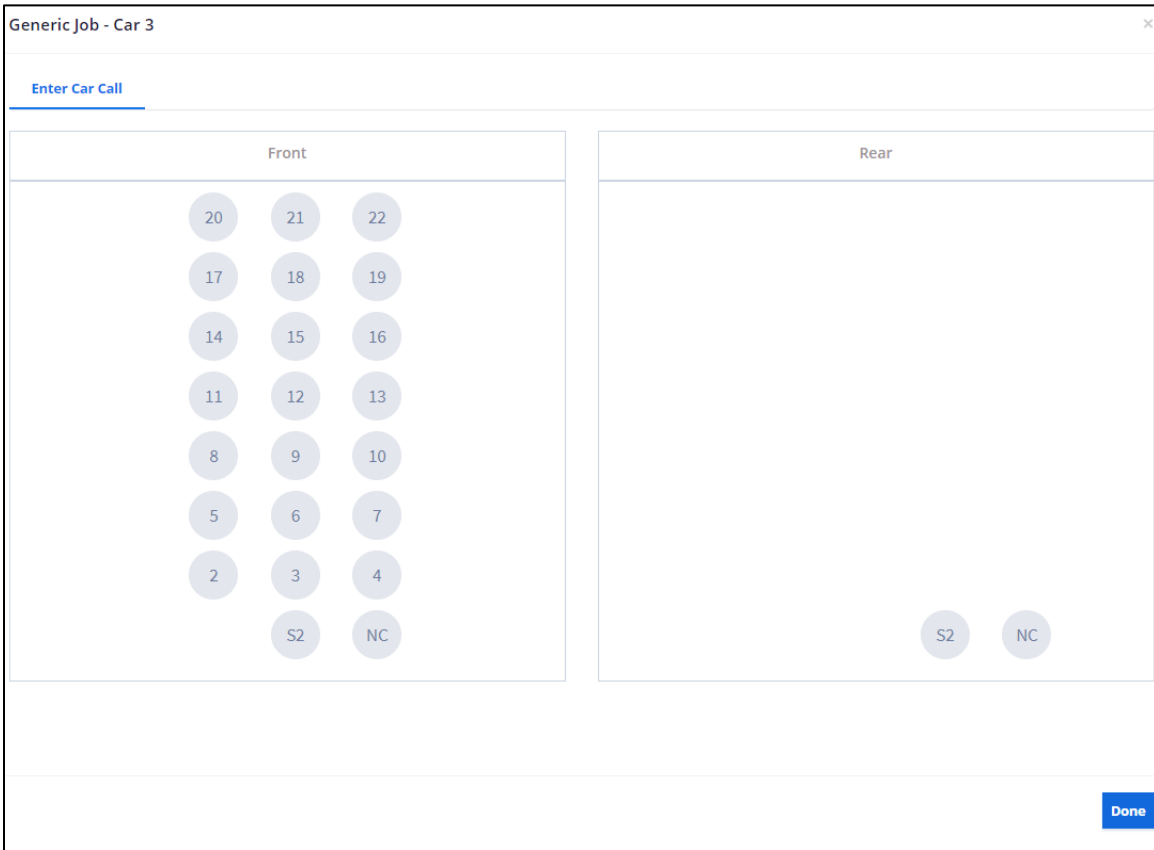 Generic Job - Car 3
×
Enter Car Call
Front
Rear
20 21 22
17 18 19
14 15 16
11 12 13
8 9 10
5 6 7
2 3 4
S2 NC
S2 NC
Done